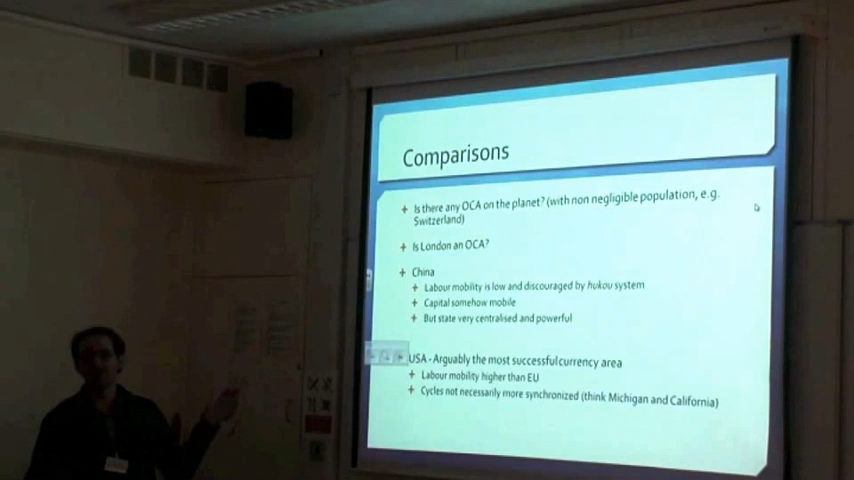 Comparisons
Is there any OCA on the planet? (with non negligible population, e.g.
Switzerland)
Is London an OCA?
China
Labour mobility is low and discouraged by hukou system
Capital somehow mobile
But state very centralised and powerful
USA - Arguably the most successful currency area
Labour mobility higher than EU
Cycles not necessarily more synchronized (think Michigan and California)